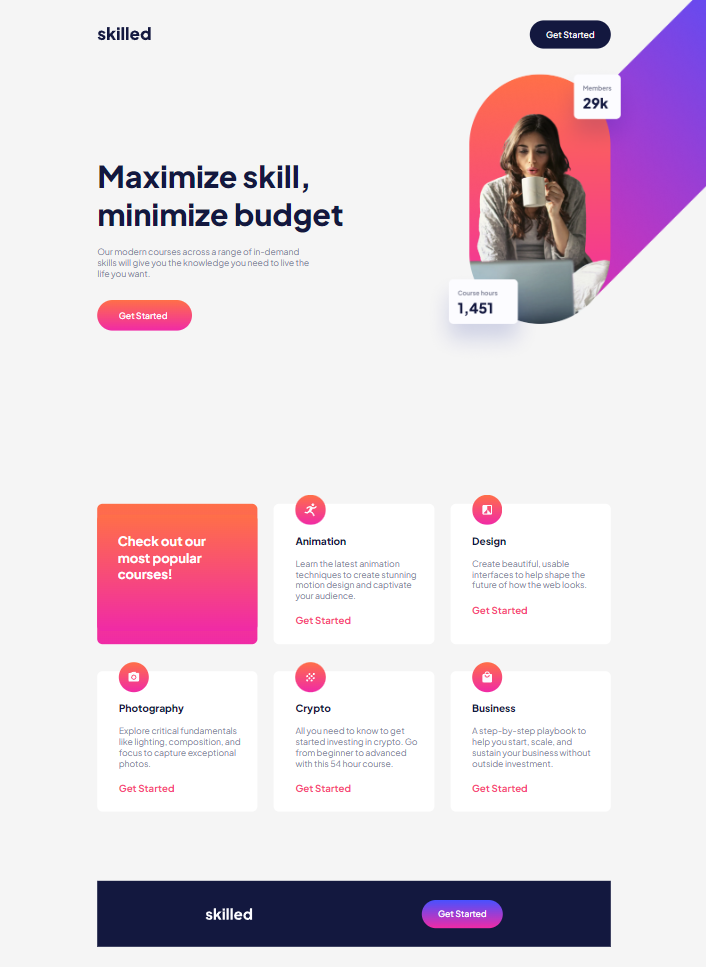 skilled
Get Started
Members
29k
Maximize skill,
minimize budget
Our modern courses across a range of in-demand
skills will give you the knowledge you need to live the
life you want.
Get Started
Course hours
1,451
Check out our
most popular
courses!
Animation
Learn the latest animation
techniques to create stunning
motion design and captivate
your audience.
Get Started
Design
Create beautiful, usable
interfaces to help shape the
future of how the web looks.
Get Started
Photography
Explore critical fundamentals
like lighting, composition, and
focus to capture exceptional
photos.
Get Started
Crypto
All you need to know to get
started investing in crypto. Go
from beginner to advanced
with this 54 hour course.
Get Started
Business
A step-by-step playbook to
help you start, scale, and
sustain your business without
outside investment.
Get Started
skilled
Get Started